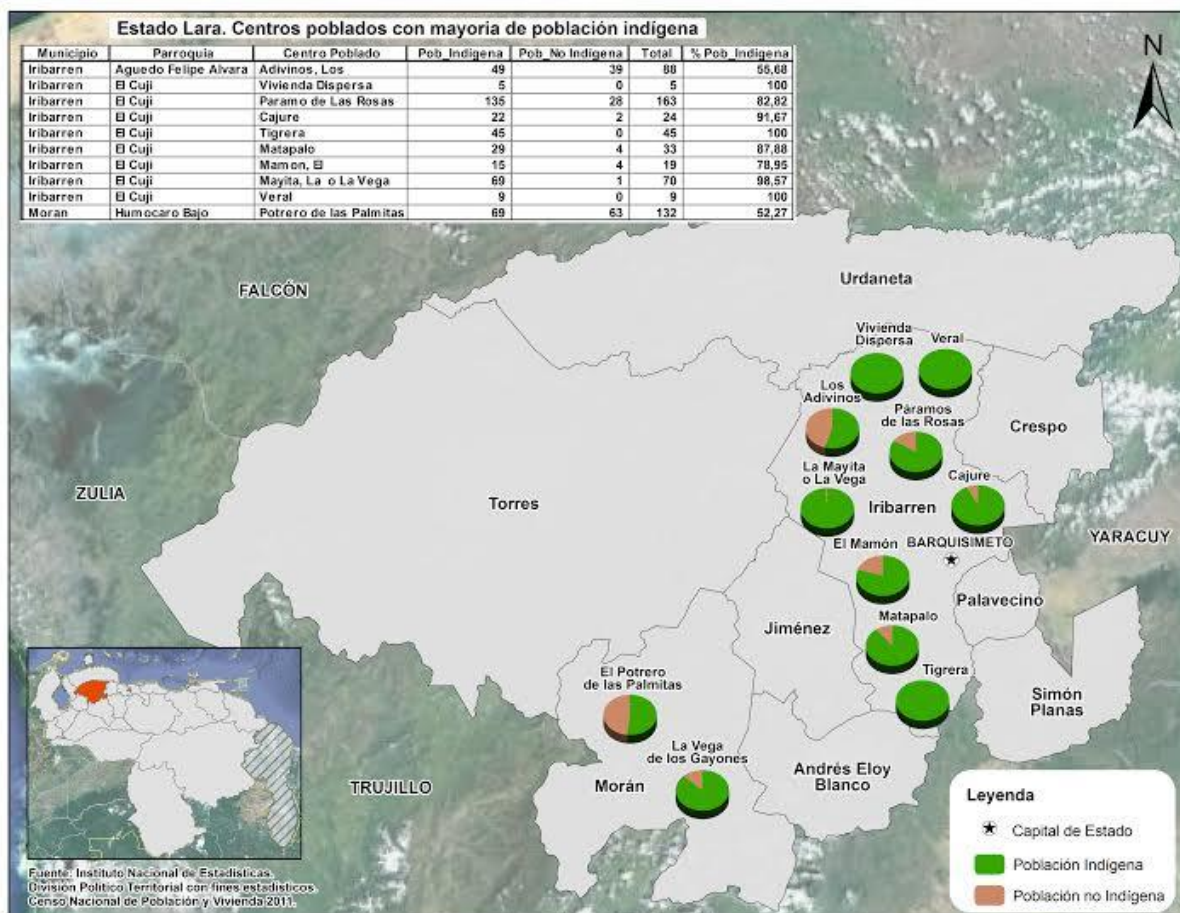 Estado Lara. Centros poblados con mayoria de población indígena
Municipio Parroquia Centro Poblado Pob_Indígena Pob_No Indígena Total % Pob_Indígena
Iribarren Aguedo Felipe Alvara Adivinos, Los 49 39 88 55,68
Iribarren El Cuji Vivienda Dispersa 5 0 5 100
Iribarren El Cuji Paramo de Las Rosas 135 28 163 82,82
Iribarren El Cuji Cajure 22 2 24 91,67
Iribarren El Cuji Tigrera 45 0 45 100
Iribarren El Cuji Matapalo 29 4 33 87,88
Iribarren El Cuji Mamon, El 15 4 19 78,95
Iribarren El Cuji Mayita, La o La Vega 69 1 70 98,57
Iribarren El Cuji Veral 9 0 9 100
Moran Humocaro Bajo Potrero de las Palmitas 69 63 132 52,27
N
FALCÓN
Urdaneta
Vivienda
Dispersa
Veral
Los
Adivinos
Páramos
de las Rosas
Crespo
La Mayita
o La Vega
Cajure
ZULIA
Torres
Iribarren
El Mamón
BARQUISIMETO
YARACUY
Palavecino
Matapalo
Jiménez
Tigrera
El Potrero
de las Palmitas
Simón
Planas
La Vega
de los Gayones
Andrés Eloy
Blanco
Morán
TRUJILLO
Leyenda
Capital de Estado
Población Indígena
Población no Indígena
Fuente: Instituto Nacional de Estadísticas.
División Político Territorial con fines estadísticos
Censo Nacional de Población y Vivienda 2011.